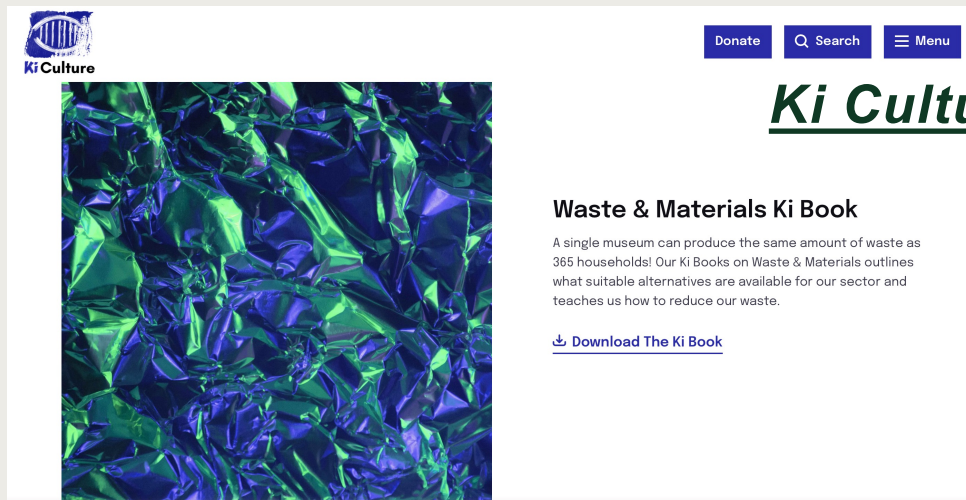 Ki Culture
Donate
Search
Menu
Ki
Waste & Materials Ki Book
A single museum can produce the same amount of waste as
365 households! Our Ki Books on Waste & Materials outlines
what suitable alternatives are available for our sector and
teaches us how to reduce our waste.
Download The Ki Book